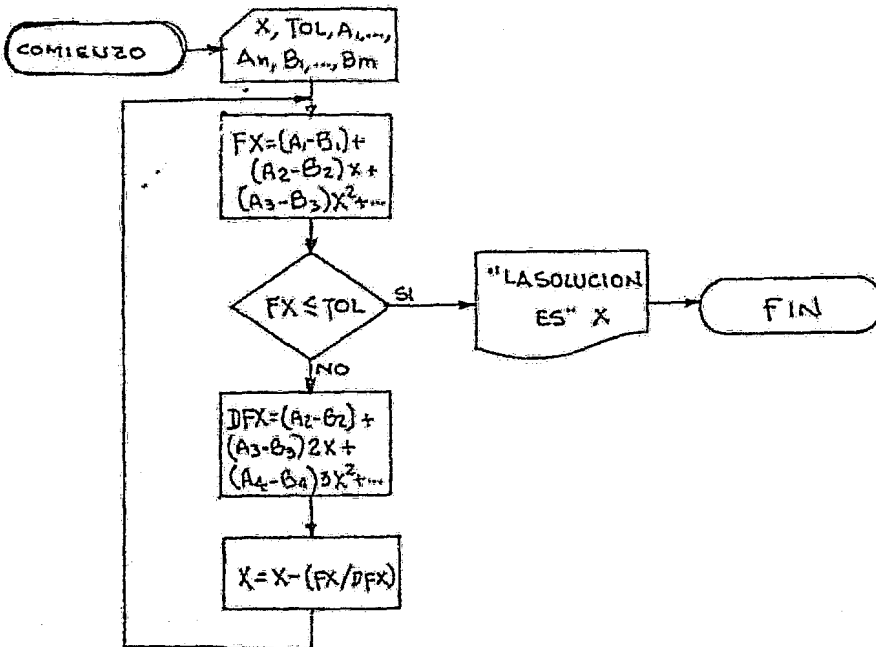 COMIENZO
X, TOL, A1,...,
An, B1,..., Bm
FX=(A1-B1)+
(A2-B2)X+
(A3-B3)X²+...
FX ≤ TOL
SI
"LA SOLUCION
ES" X
FIN
NO
DFX=(A2-B2)+
(A3-B3)2X+
(A4-B4)3X²+...
X=X-(FX/DFX)